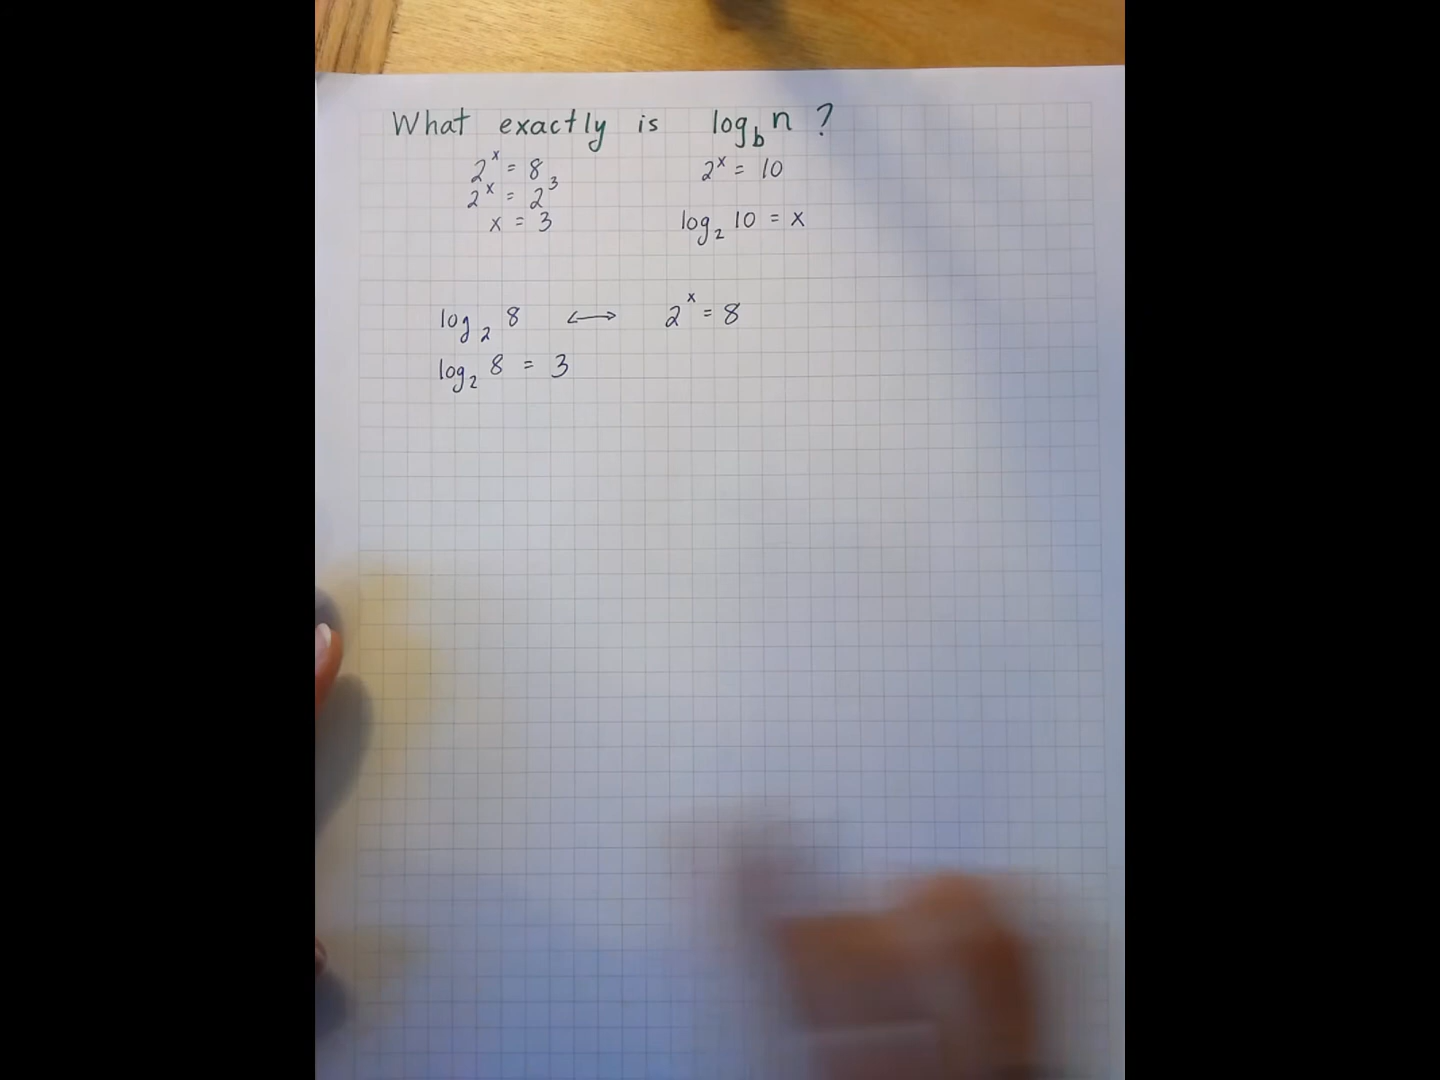 What exactly is log_b n ?
2^x = 8
2^x = 2^3
x = 3
2^x = 10
log_2 10 = x
log_2 8 ⟷ 2^x = 8
log_2 8 = 3